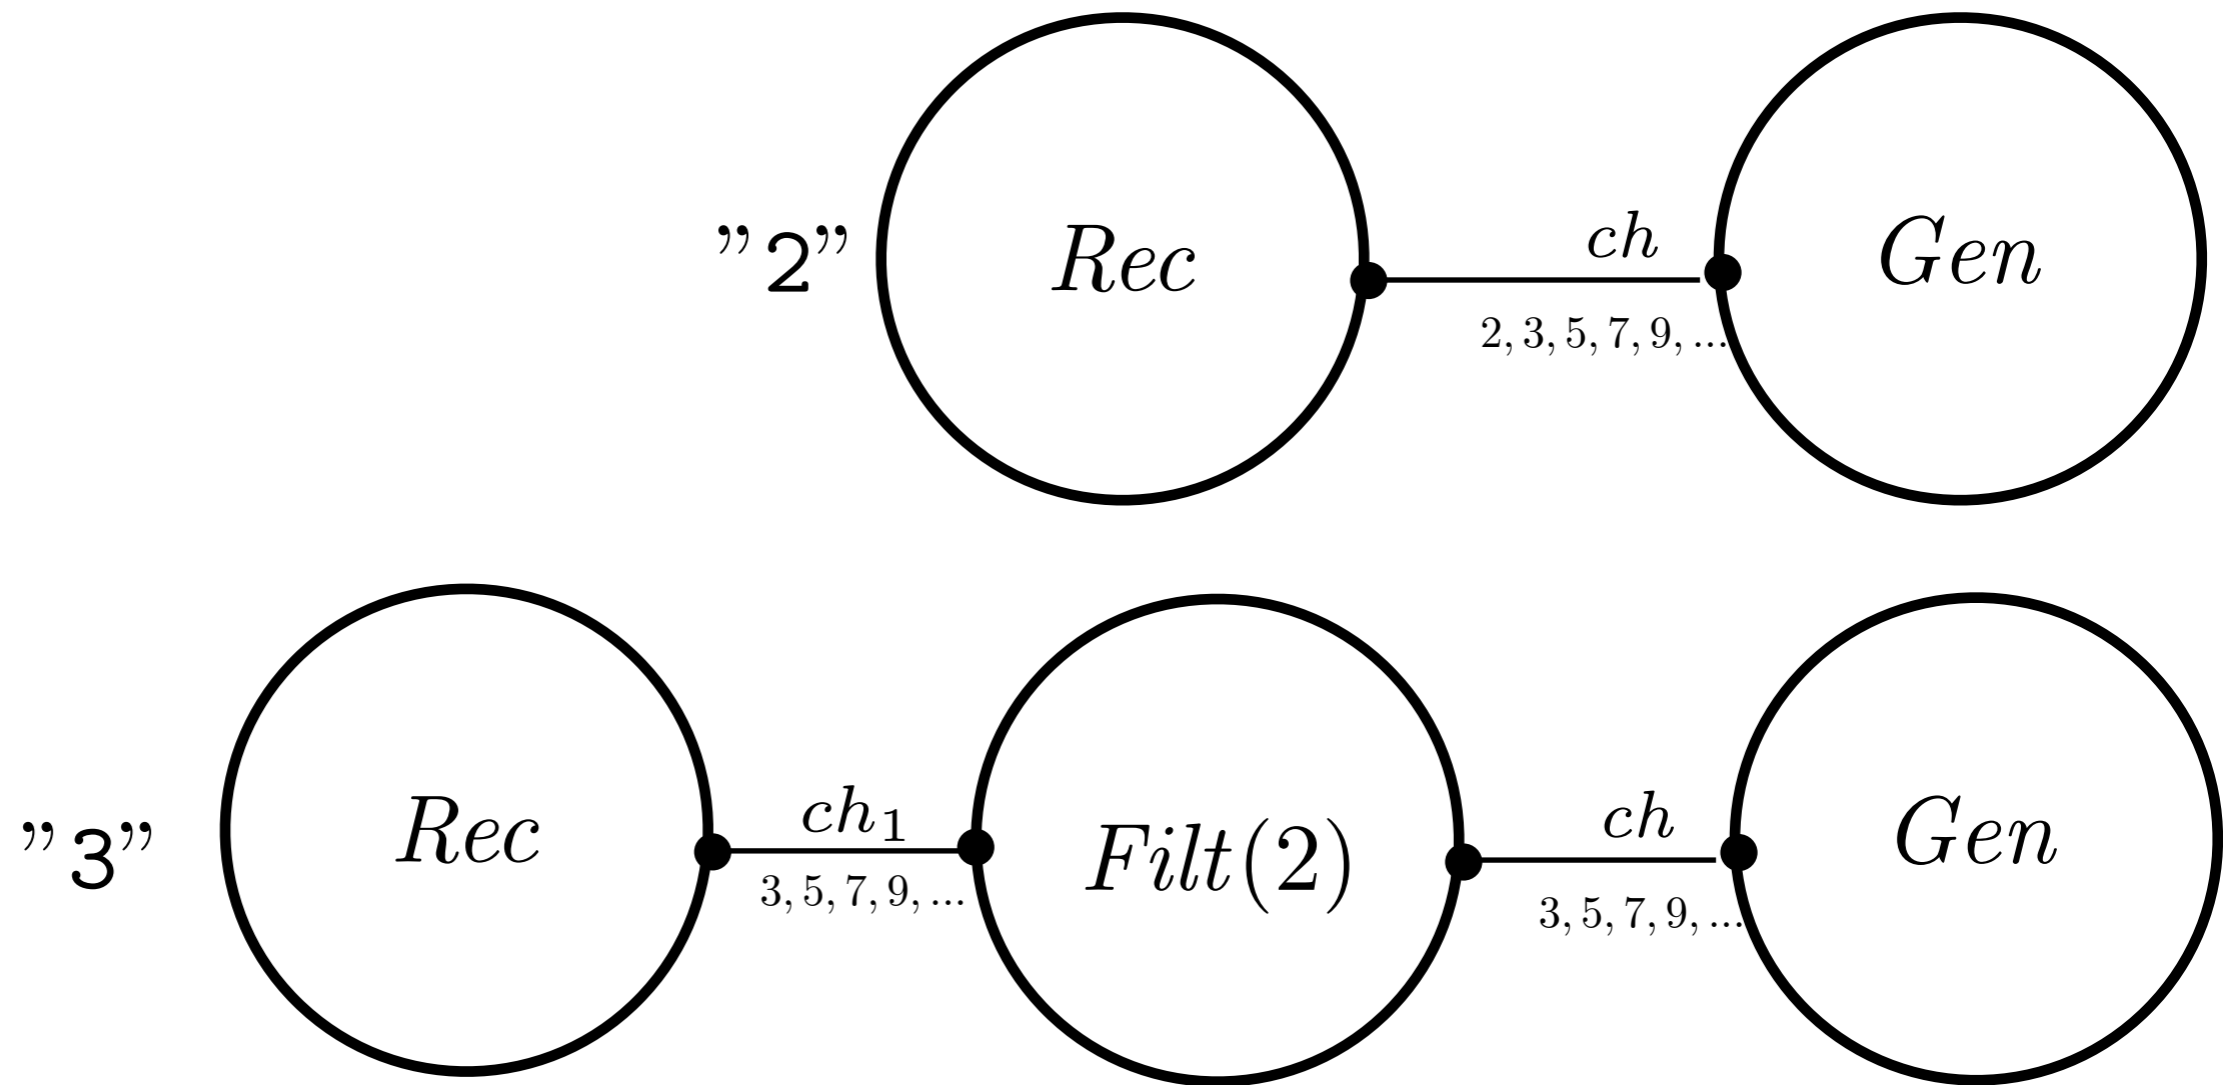 "2" Rec ch Gen
2, 3, 5, 7, 9, ...
"3" Rec ch₁ Filt(2) ch Gen
3, 5, 7, 9, ... 3, 5, 7, 9, ...